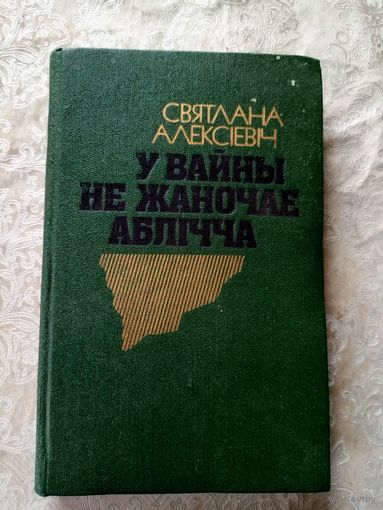 СВЯТЛАНА
АЛЕКСІЕВІЧ
У ВАЙНЫ
НЕ ЖАНОЧАЕ
АБЛІЧЧА